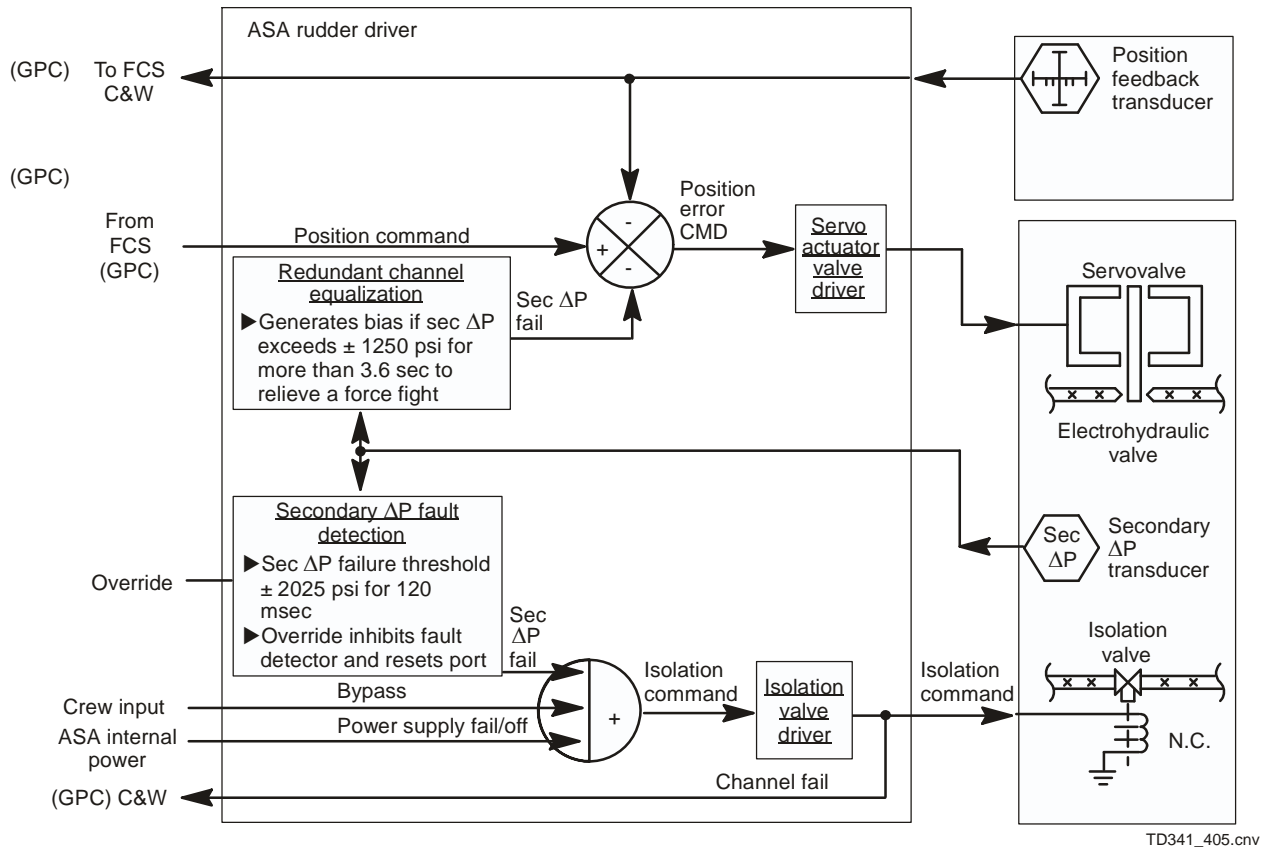 ASA rudder driver
(GPC) To FCS
C&W
Position
feedback
transducer
(GPC)
From
FCS
(GPC)
Position command
+
-
-
Position
error
CMD
Servo
actuator
valve
driver
Servovalve
Electrohydraulic
valve
Redundant channel
equalization
▶Generates bias if sec ΔP
exceeds ± 1250 psi for
more than 3.6 sec to
relieve a force fight
Sec ΔP
fail
Secondary ΔP fault
detection
▶Sec ΔP failure threshold
± 2025 psi for 120
msec
▶Override inhibits fault
detector and resets port
Override
Sec
ΔP
fail
Sec
ΔP
Secondary
ΔP
transducer
Crew input
Bypass
ASA internal
power
Power supply fail/off
+
Isolation
command
Isolation
valve
driver
Isolation
command
Isolation
valve
N.C.
Channel fail
(GPC) C&W
TD341_405.cnv